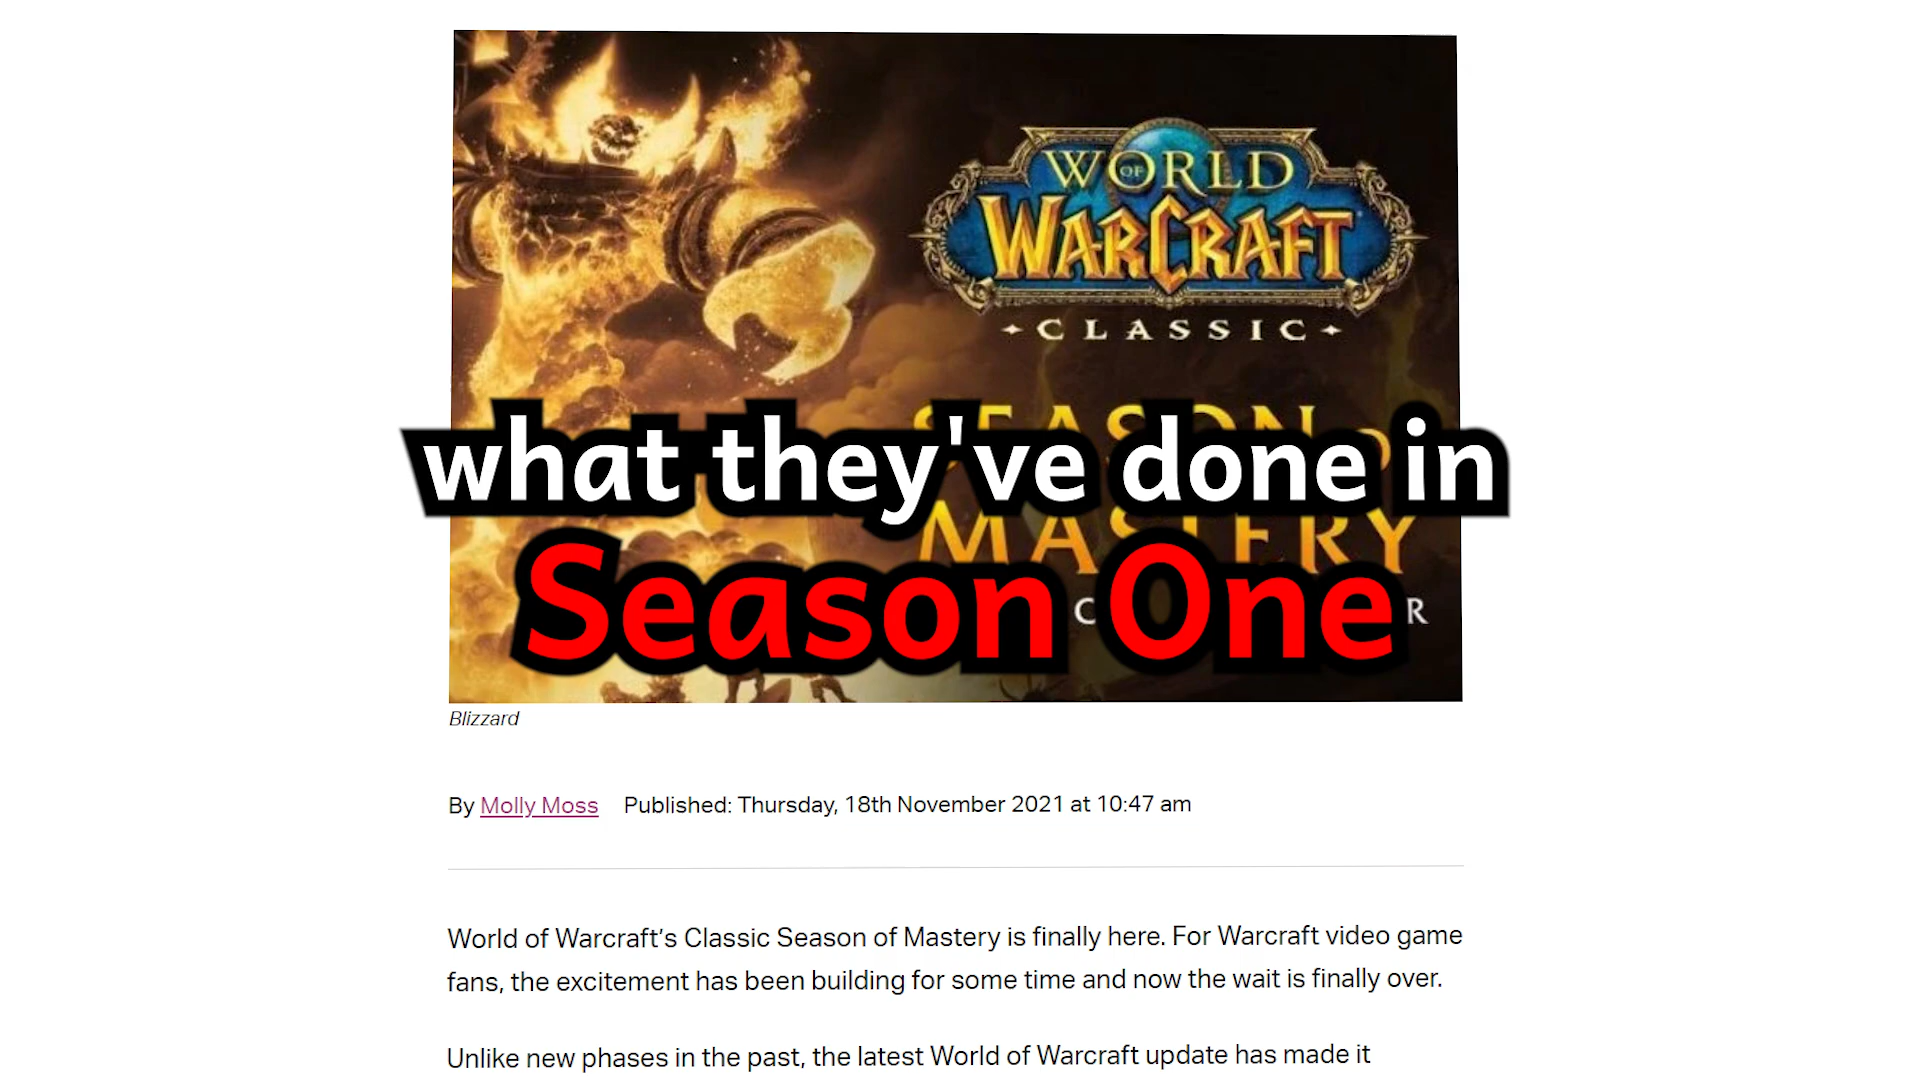 WORLD
OF
WARCRAFT
CLASSIC
what they've done in
MASTERY
Season One
Blizzard
By Molly Moss Published: Thursday, 18th November 2021 at 10:47 am
World of Warcraft’s Classic Season of Mastery is finally here. For Warcraft video game
fans, the excitement has been building for some time and now the wait is finally over.
Unlike new phases in the past, the latest World of Warcraft update has made it